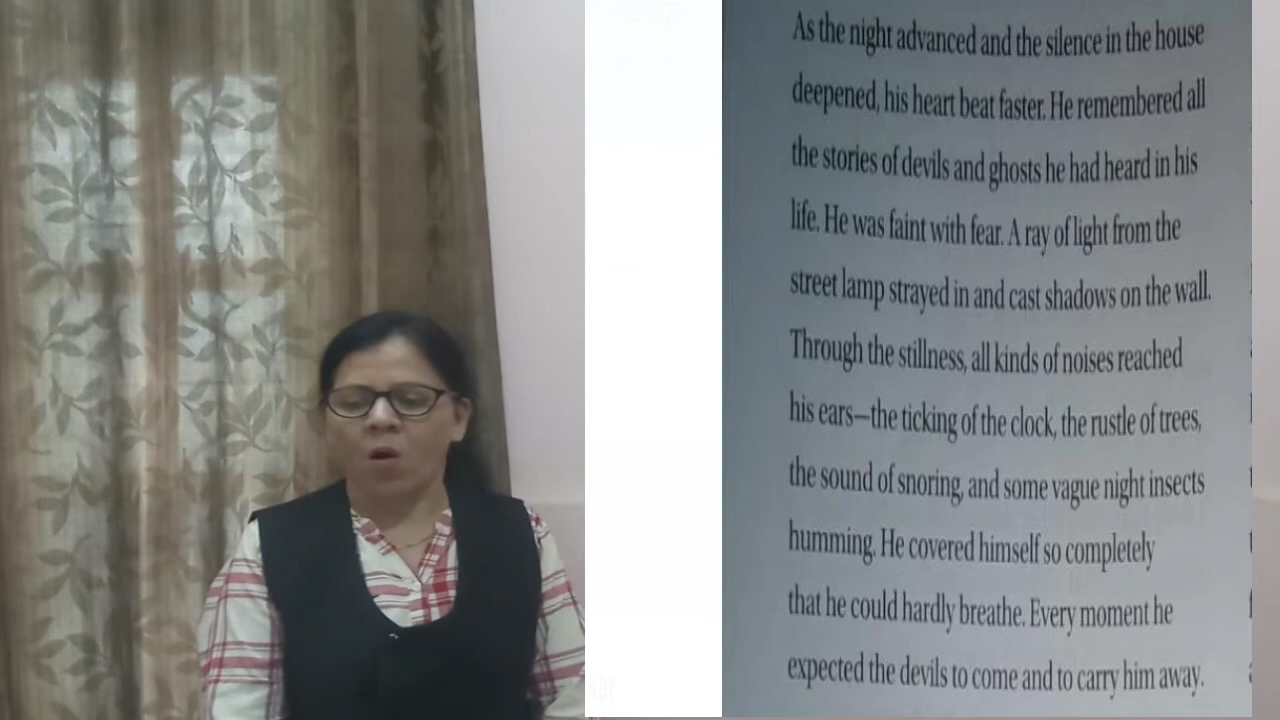 As the night advanced and the silence in the house
deepened, his heart beat faster. He remembered all
the stories of devils and ghosts he had heard in his
life. He was faint with fear. A ray of light from the
street lamp strayed in and cast shadows on the wall.
Through the stillness, all kinds of noises reached
his ears—the ticking of the clock, the rustle of trees,
the sound of snoring, and some vague night insects
humming. He covered himself so completely
that he could hardly breathe. Every moment he
expected the devils to come and to carry him away.